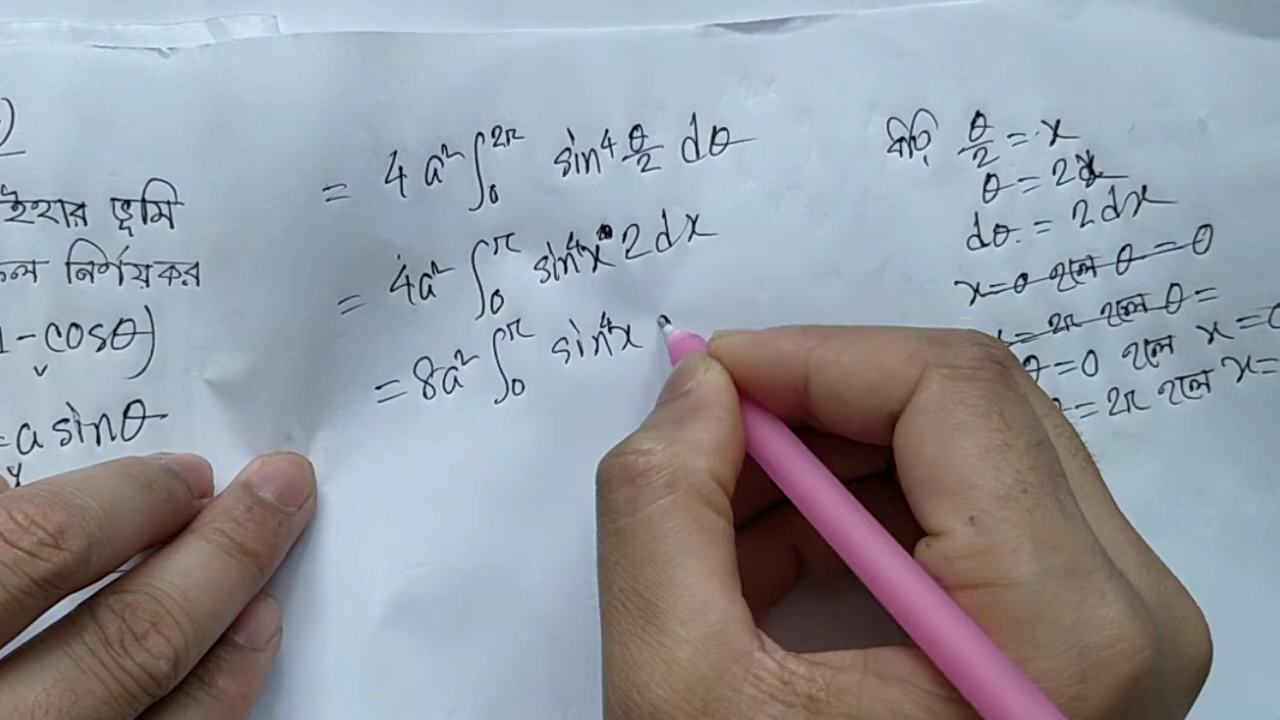 ইহার ভূমি
নির্ণয় কর
- cosθ)
= a sinθ
= 4a² ∫₀^2π sin⁴ θ/2 dθ
= 4a² ∫₀^π sin⁴x 2dx
= 8a² ∫₀^π sin⁴x
ধরি, θ/2 = x
θ = 2x
dθ = 2dx
x=0 হলে θ = 0
= 2π হলে θ =
θ=0 হলে x=0
= 2π হলে x=